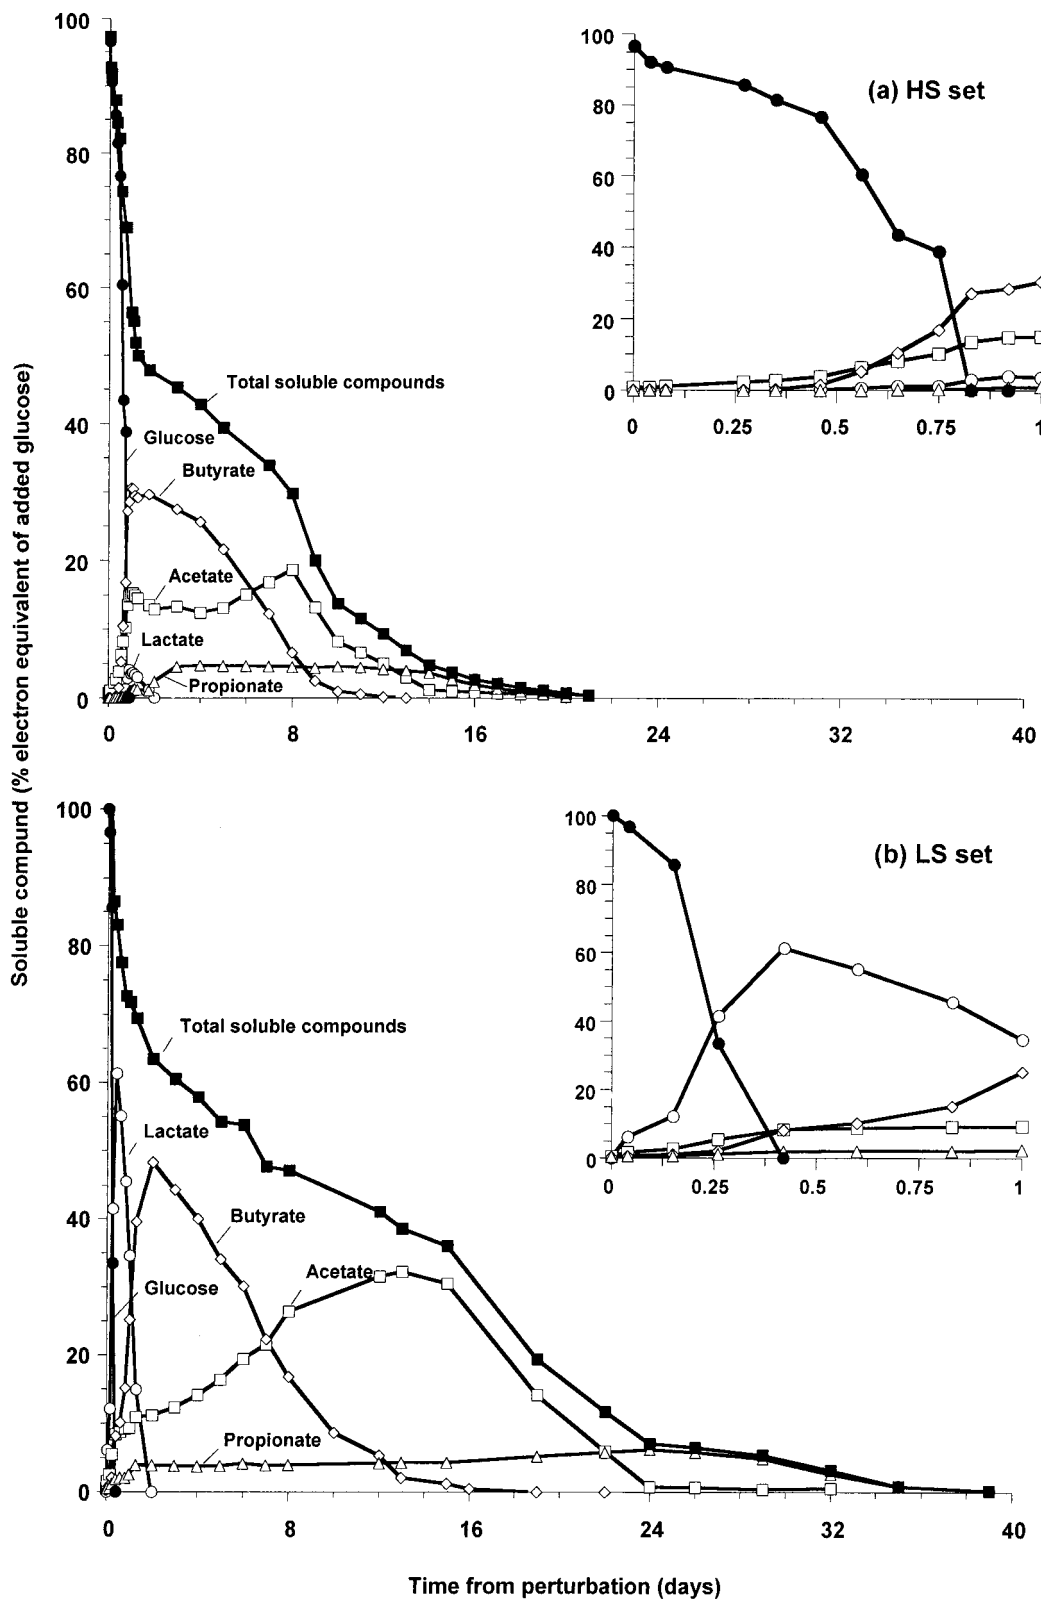 Soluble compund (% electron equivalent of added glucose)
100
80
60
40
20
0
0
8
16
24
32
40
Total soluble compounds
Glucose
Butyrate
Acetate
Lactate
Propionate
(a) HS set
100
80
60
40
20
0
0
0.25
0.5
0.75
1
100
80
60
40
20
0
0
8
16
24
32
40
Total soluble compounds
Lactate
Butyrate
Acetate
Glucose
Propionate
(b) LS set
100
80
60
40
20
0
0
0.25
0.5
0.75
1
Time from perturbation (days)